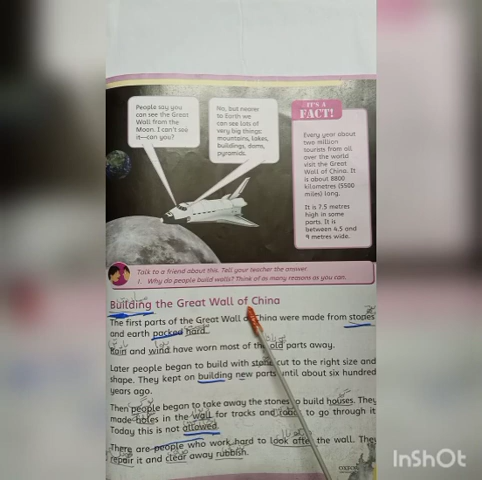 People say you
can see the Great
Wall from the
Moon. I can't see
it—can you?
No, but nearer
to Earth we
can see lots of
very big things:
mountains, lakes,
buildings, dams,
pyramids.
IT'S A
FACT!
Every year about
two million
tourists from all
over the world
visit the Great
Wall of China. It
is about 8800
kilometres (5500
miles) long.
It is 7.5 metres
high in some
parts. It is
between 4.5 and
9 metres wide.
Talk to a friend about this. Tell your teacher the answer.
1. Why do people build walls? Think of as many reasons as you can.
Building the Great Wall of China
The first parts of the Great Wall of China were made from stones
and earth packed hard.
Rain and wind have worn most of the old parts away.
Later people began to build with stone cut to the right size and
shape. They kept on building new parts until about six hundred
years ago.
Then people began to take away the stones to build houses. They
made holes in the wall for tracks and roads to go through it
Today this is not allowed.
There are people who work hard to look after the wall. They
repair it and clear away rubbish.
InShOt